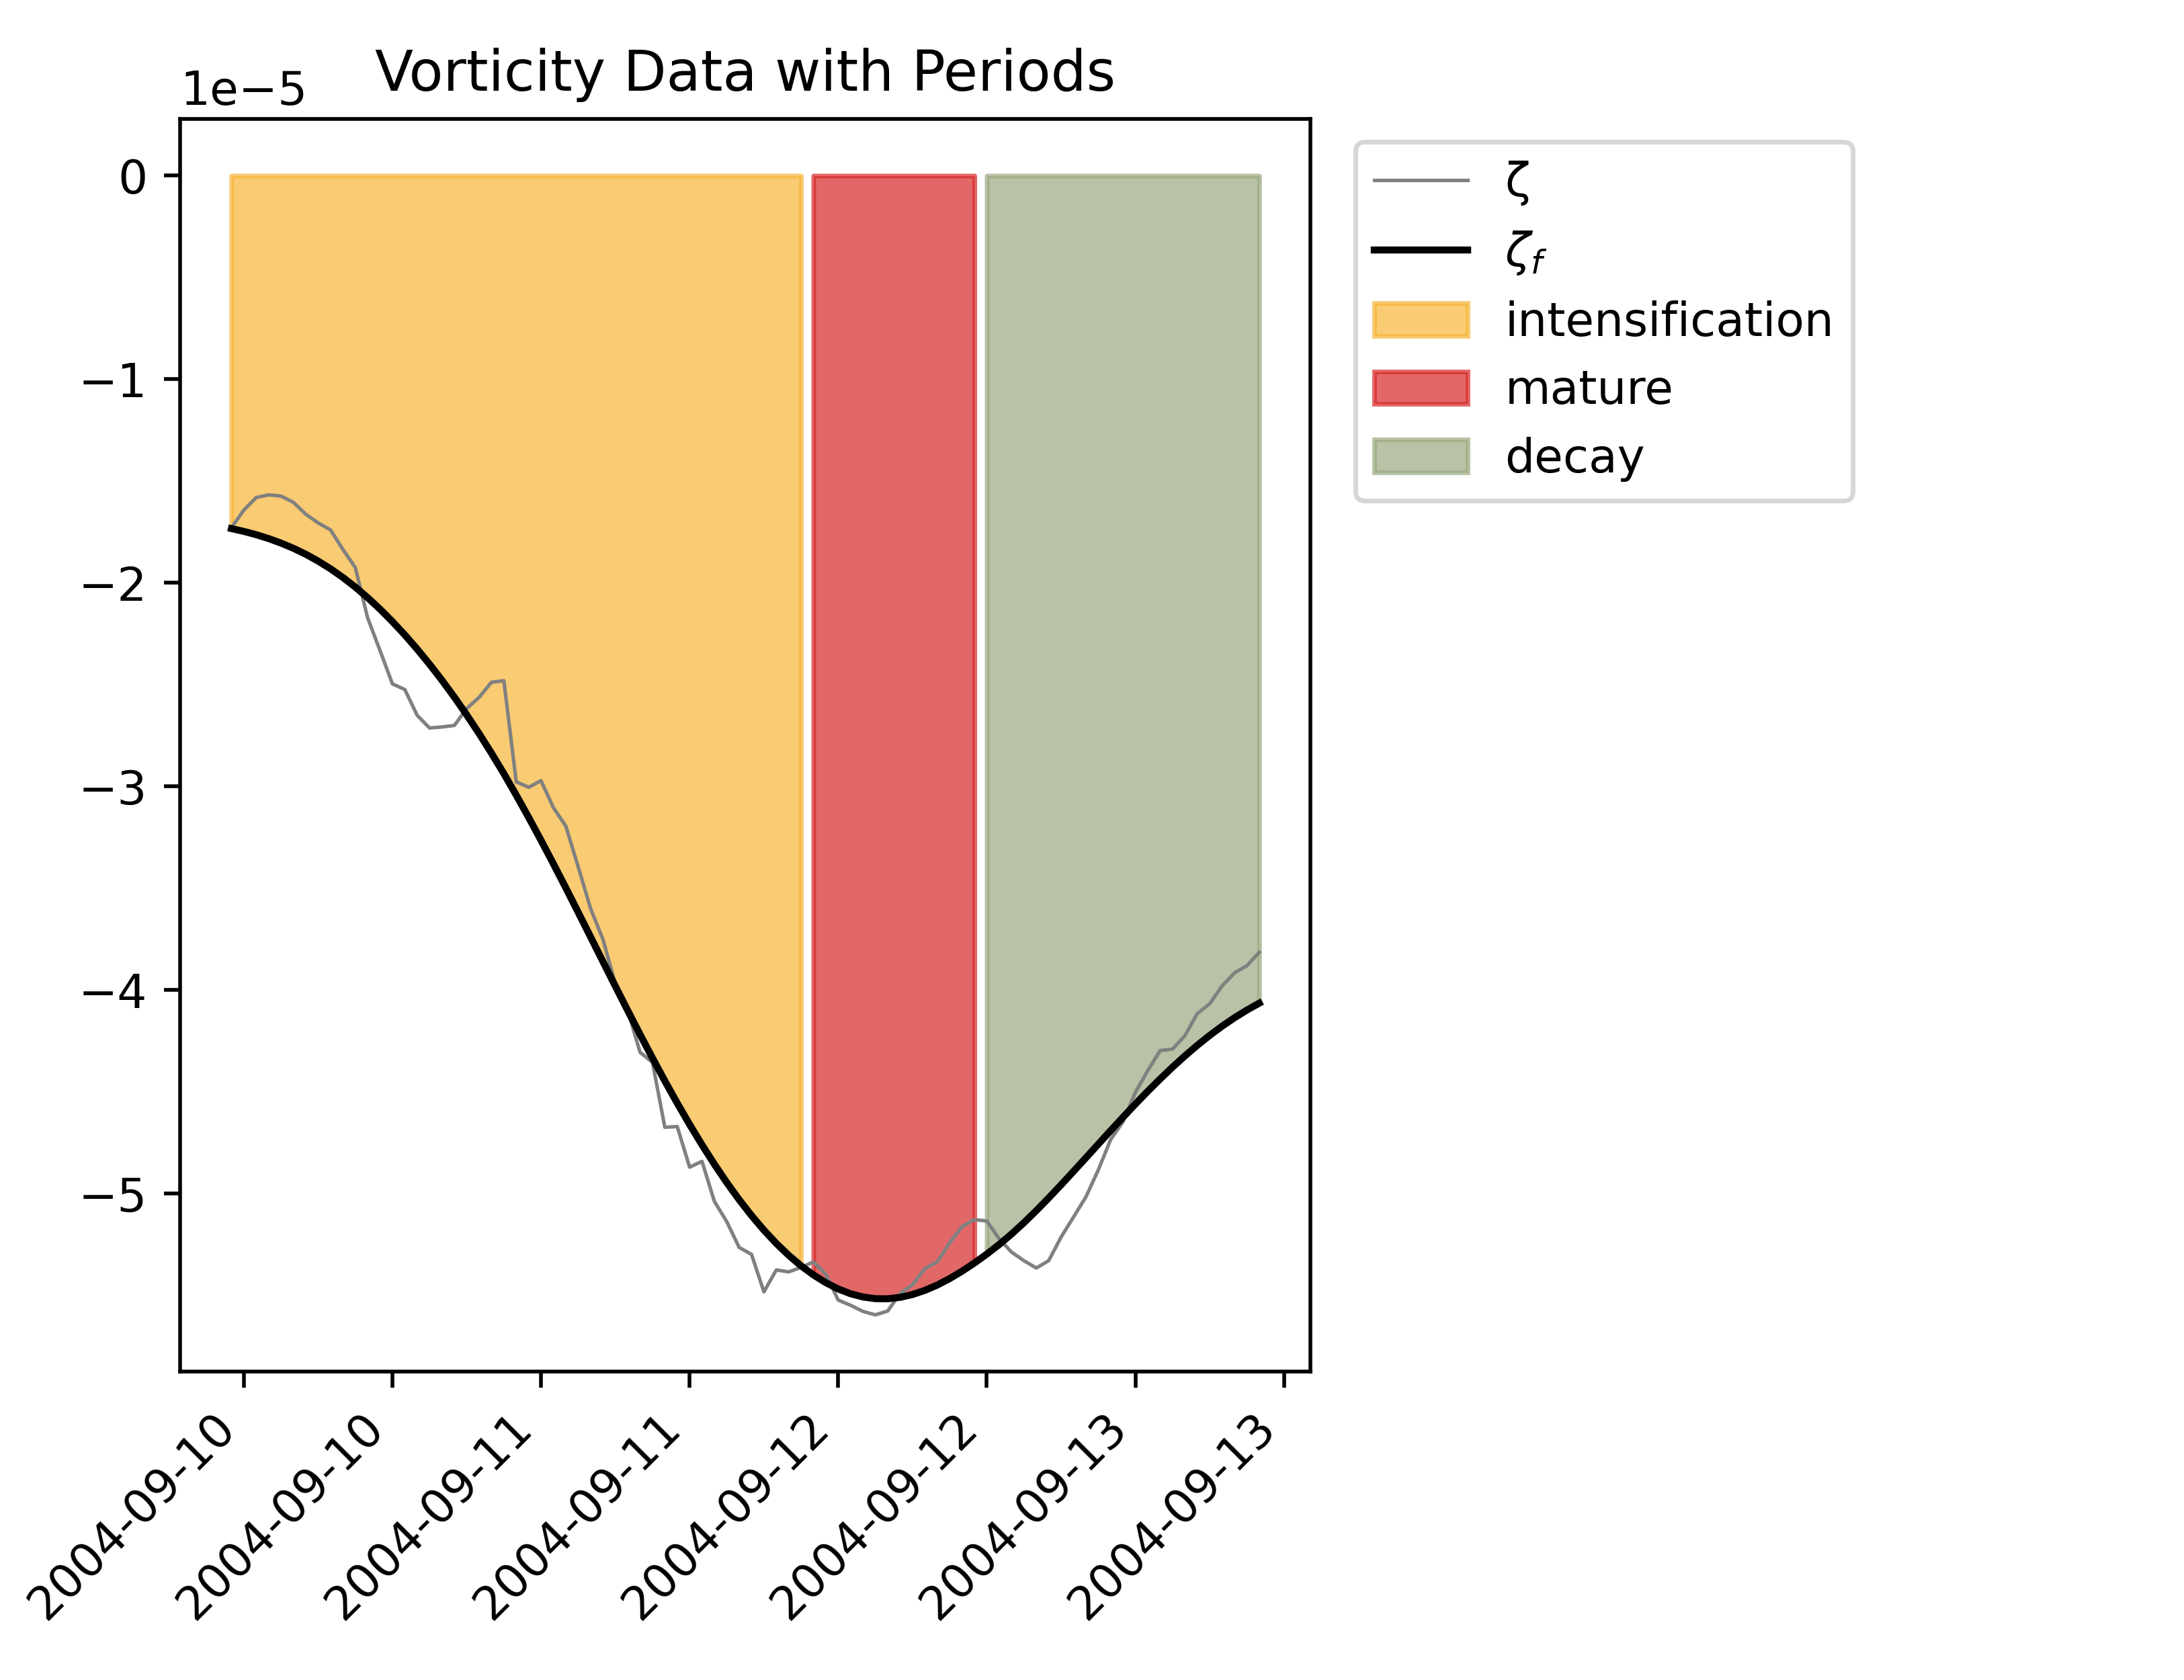 Vorticity Data with Periods
1e−5
0
−1
−2
−3
−4
−5
2004-09-10
2004-09-10
2004-09-11
2004-09-11
2004-09-12
2004-09-12
2004-09-13
2004-09-13
ζ
ζf
intensification
mature
decay